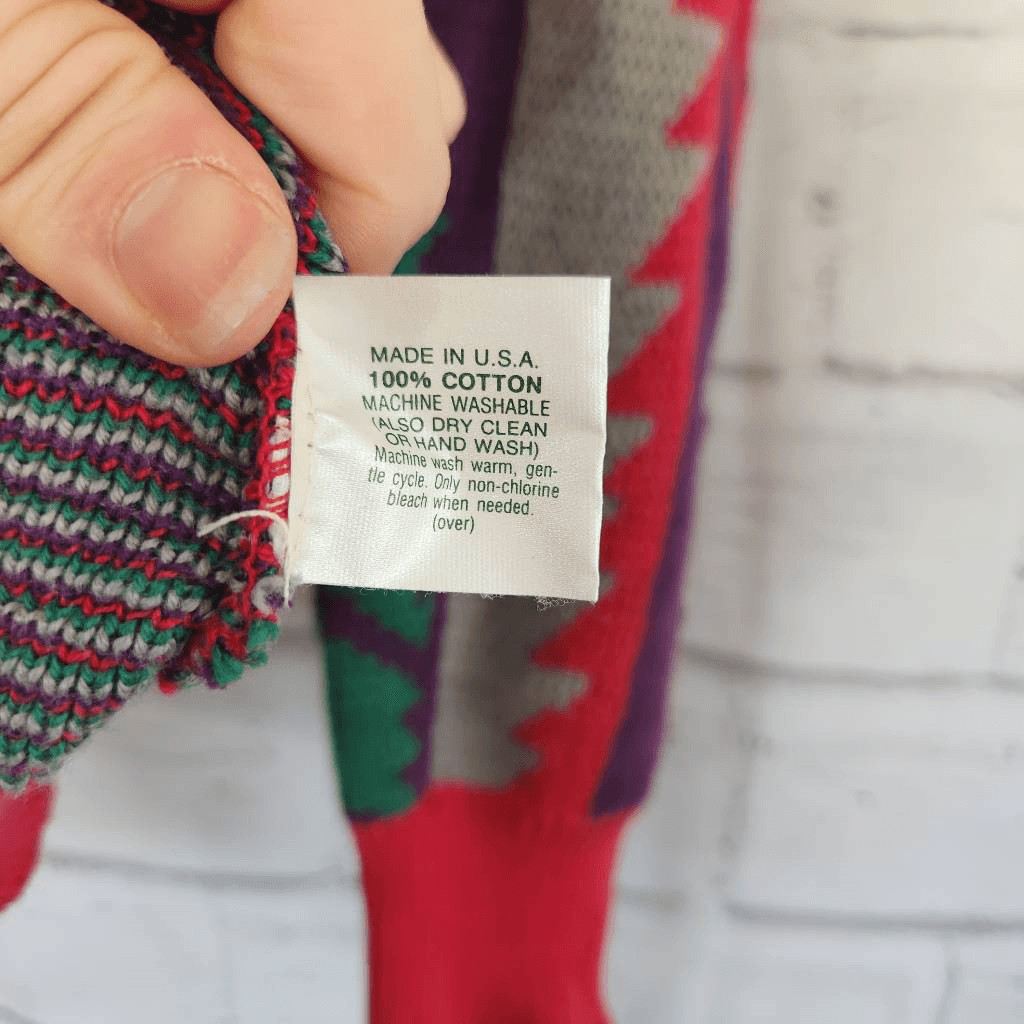 MADE IN U.S.A.
100% COTTON
MACHINE WASHABLE
(ALSO DRY CLEAN
OR HAND WASH)
Machine wash warm, gen-
tle cycle. Only non-chlorine
bleach when needed.
(over)